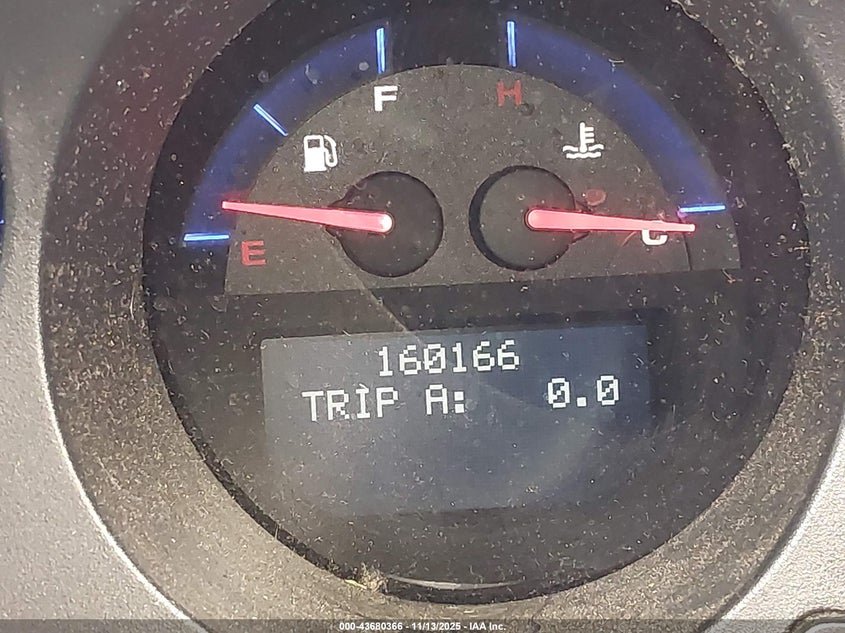 F H
E C
160166
TRIP A: 0.0
000-43680366 - 11/13/2025 - IAA Inc.